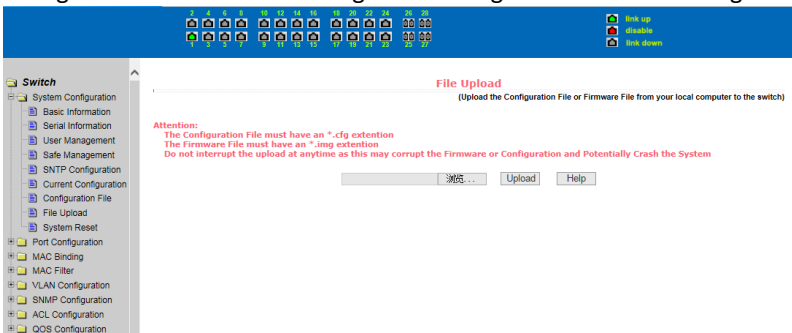 2 4 6 8 10 12 14 16 18 20 22 24 26 28
1 3 5 7 9 11 13 15 17 19 21 23 25 27
link up
disable
link down
Switch
System Configuration
Basic Information
Serial Information
User Management
Safe Management
SNTP Configuration
Current Configuration
Configuration File
File Upload
System Reset
Port Configuration
MAC Binding
MAC Filter
VLAN Configuration
SNMP Configuration
ACL Configuration
QOS Configuration
File Upload
(Upload the Configuration File or Firmware File from your local computer to the switch)
Attention:
The Configuration File must have an *.cfg extention
The Firmware File must have an *.img extention
Do not interrupt the upload at anytime as this may corrupt the Firmware or Configuration and Potentially Crash the System
浏览... Upload Help